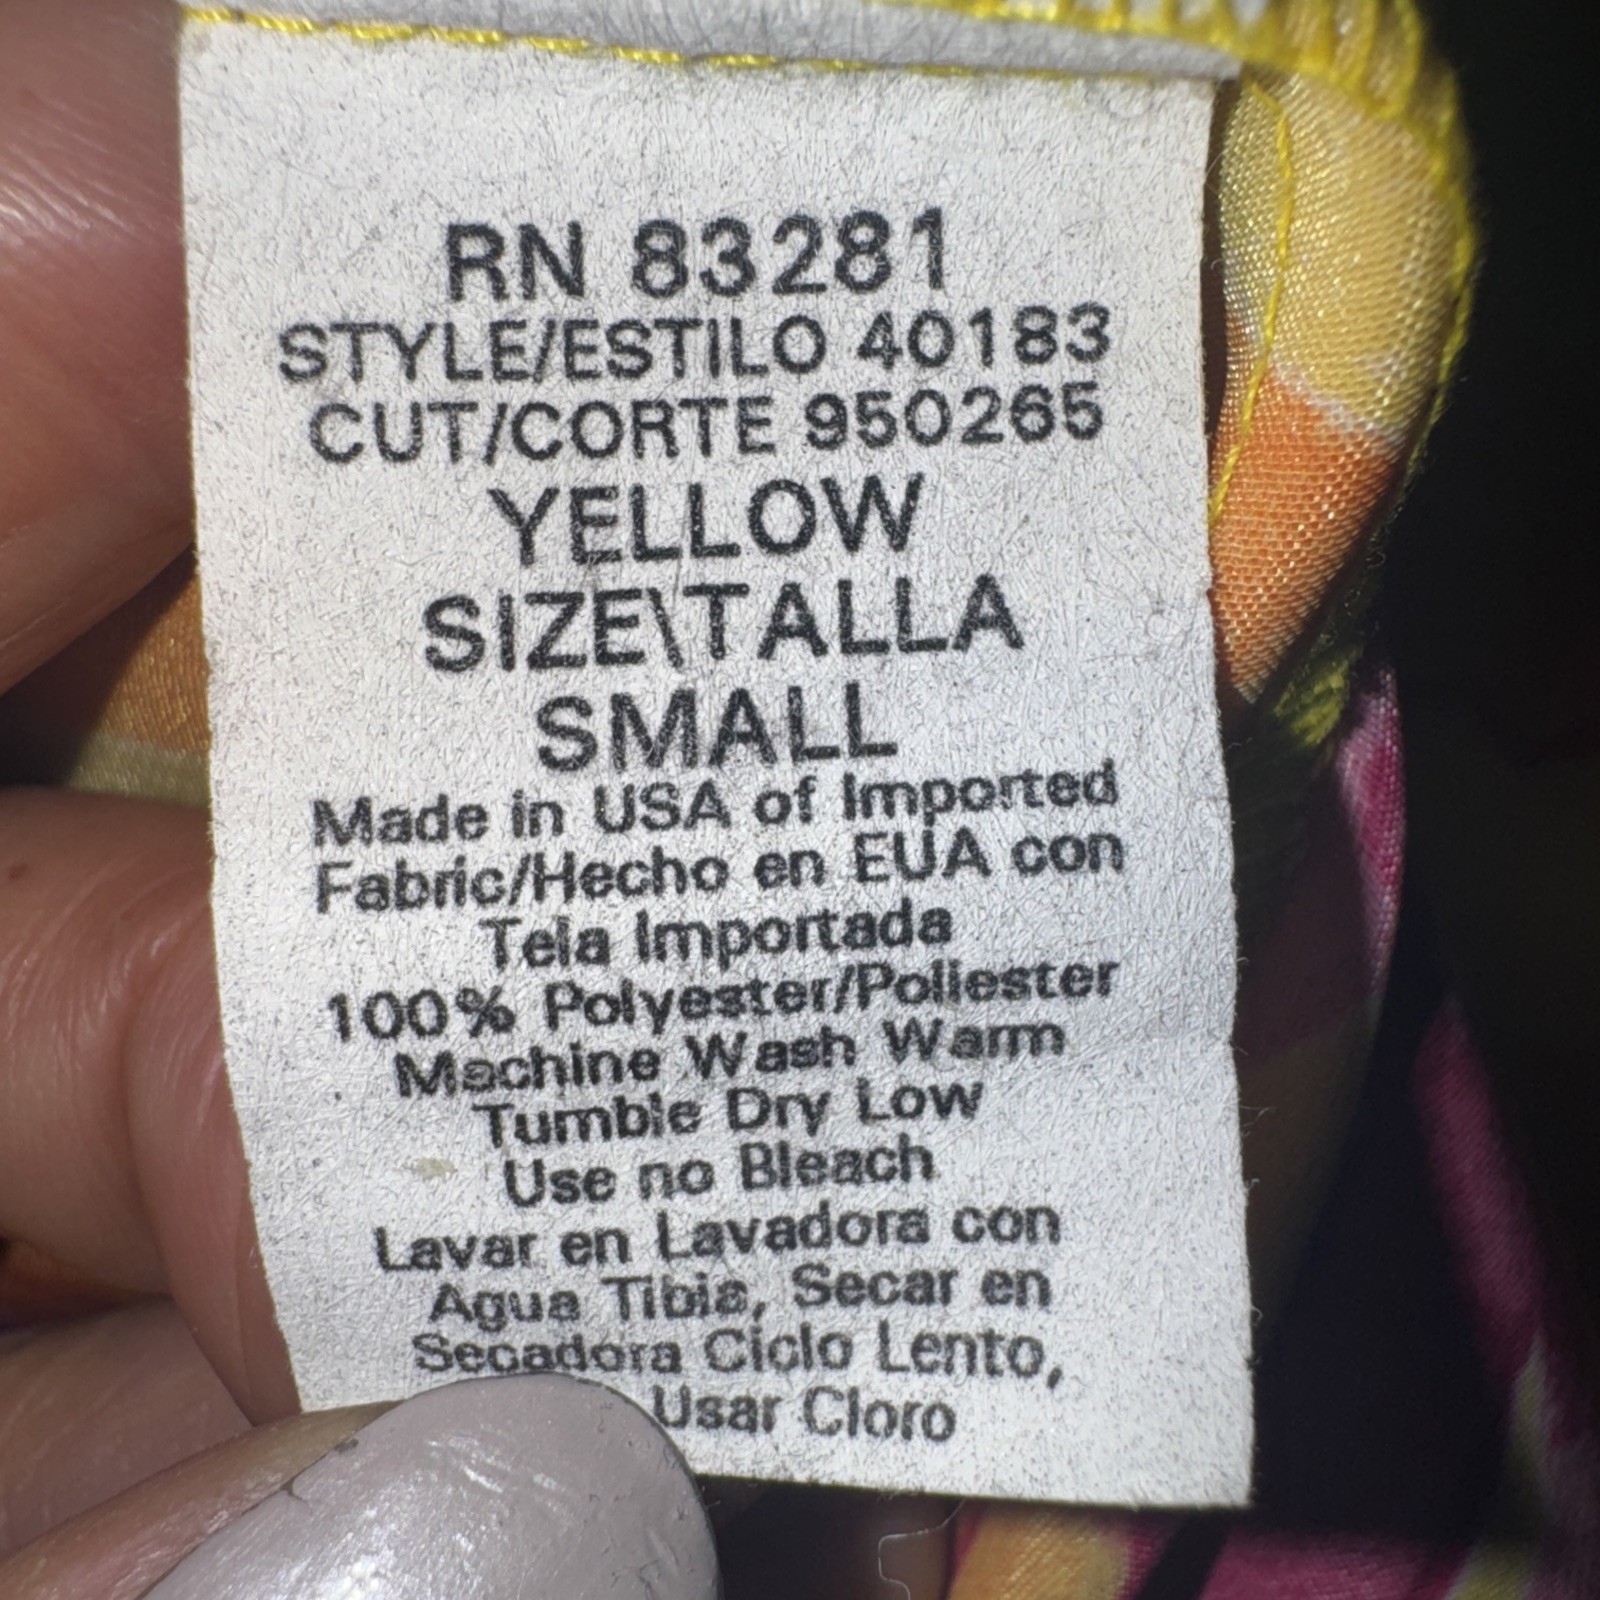 RN 83281
STYLE/ESTILO 40183
CUT/CORTE 950265
YELLOW
SIZE\TALLA
SMALL
Made in USA of Imported
Fabric/Hecho en EUA con
Tela Importada
100% Polyester/Poliester
Machine Wash Warm
Tumble Dry Low
Use no Bleach
Lavar en Lavadora con
Agua Tibia, Secar en
Secadora Ciclo Lento,
Usar Cloro